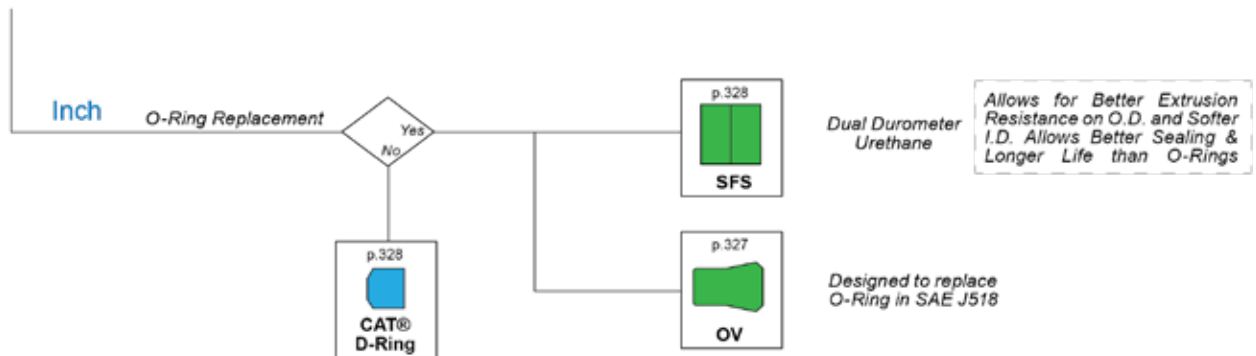 Inch
O-Ring Replacement
Yes
No
p.328
SFS
Dual Durometer
Urethane
Allows for Better Extrusion
Resistance on O.D. and Softer
I.D. Allows Better Sealing &
Longer Life than O-Rings
p.328
CAT®
D-Ring
p.327
OV
Designed to replace
O-Ring in SAE J518